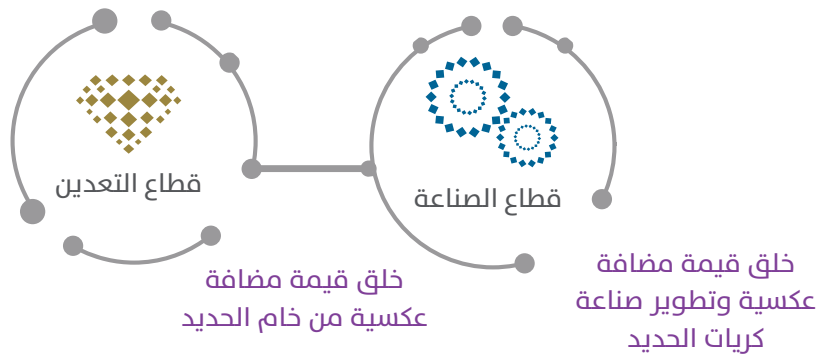 قطاع الصناعة
قطاع التعدين
خلق قيمة مضافة
عكسية وتطوير صناعة
كريات الحديد
خلق قيمة مضافة
عكسية من خام الحديد